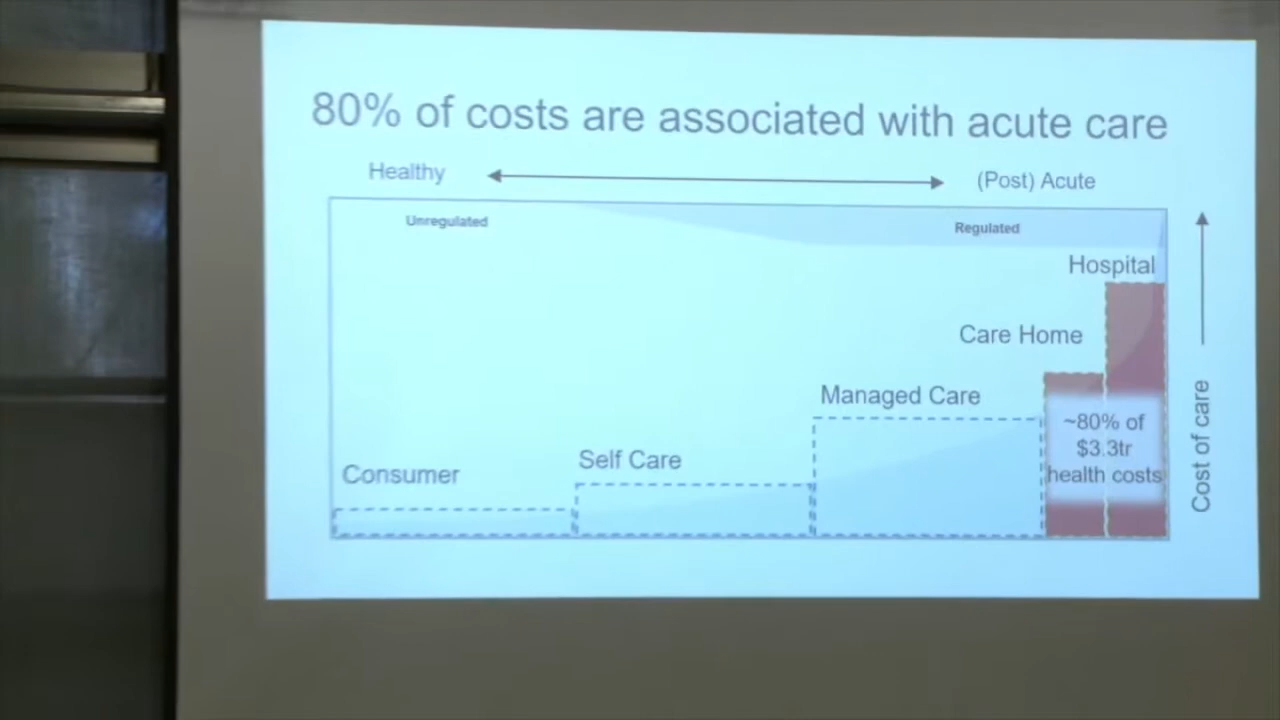 80% of costs are associated with acute care
Healthy
(Post) Acute
Unregulated
Regulated
Hospital
Care Home
Managed Care
Self Care
Consumer
~80% of
$3.3tr
health costs
Cost of care